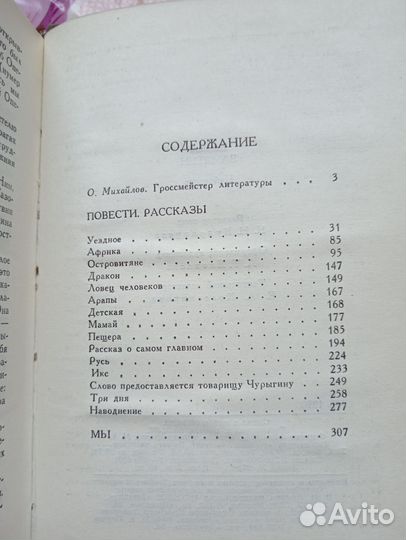 СОДЕРЖАНИЕ
О. Михайлов. Гроссмейстер литературы . . . 3
ПОВЕСТИ. РАССКАЗЫ
Уездное 31
Африка 85
Островитяне 95
Дракон 147
Ловец человеков 149
Арапы 167
Детская 168
Мамай 177
Пещера 185
Рассказ о самом главном 194
Русь 224
Икс 233
Слово предоставляется товарищу Чурыгину 249
Три дня 258
Наводнение 277
МЫ 307
Avito